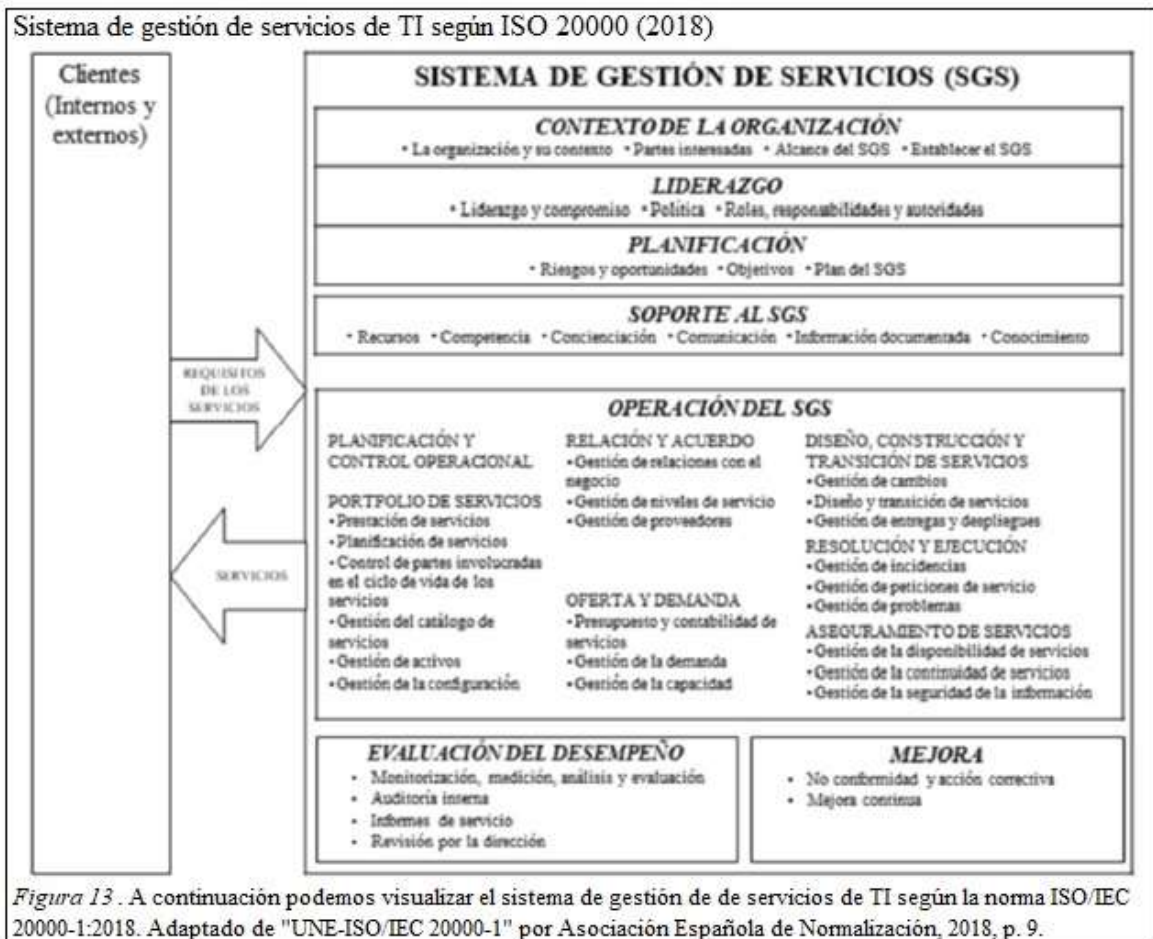 Sistema de gestión de servicios de TI según ISO 20000 (2018)
Clientes
(Internos y
externos)
REQUISITOS
DE LOS
SERVICIOS
SERVICIOS
SISTEMA DE GESTIÓN DE SERVICIOS (SGS)
CONTEXTO DE LA ORGANIZACIÓN
• La organización y su contexto • Partes interesadas • Alcance del SGS • Establecer el SGS
LIDERAZGO
• Liderazgo y compromiso • Política • Roles, responsabilidades y autoridades
PLANIFICACIÓN
• Riesgos y oportunidades • Objetivos • Plan del SGS
SOPORTE AL SGS
• Recursos • Competencia • Concienciación • Comunicación • Información documentada • Conocimiento
OPERACIÓN DEL SGS
PLANIFICACIÓN Y
CONTROL OPERACIONAL
PORTFOLIO DE SERVICIOS
• Prestación de servicios
• Planificación de servicios
• Control de partes involucradas
en el ciclo de vida de los
servicios
• Gestión del catálogo de
servicios
• Gestión de activos
• Gestión de la configuración
RELACIÓN Y ACUERDO
• Gestión de relaciones con el
negocio
• Gestión de niveles de servicio
• Gestión de proveedores
OFERTA Y DEMANDA
• Presupuesto y contabilidad de
servicios
• Gestión de la demanda
• Gestión de la capacidad
DISEÑO, CONSTRUCCIÓN Y
TRANSICIÓN DE SERVICIOS
• Gestión de cambios
• Diseño y transición de servicios
• Gestión de entregas y despliegues
RESOLUCIÓN Y EJECUCIÓN
• Gestión de incidencias
• Gestión de peticiones de servicio
• Gestión de problemas
ASEGURAMIENTO DE SERVICIOS
• Gestión de la disponibilidad de servicios
• Gestión de la continuidad de servicios
• Gestión de la seguridad de la información
EVALUACIÓN DEL DESEMPEÑO
• Monitorización, medición, análisis y evaluación
• Auditoría interna
• Informes de servicio
• Revisión por la dirección
MEJORA
• No conformidad y acción correctiva
• Mejora continua
Figura 13. A continuación podemos visualizar el sistema de gestión de de servicios de TI según la norma ISO/IEC
20000-1:2018. Adaptado de "UNE-ISO/IEC 20000-1" por Asociación Española de Normalización, 2018, p. 9.